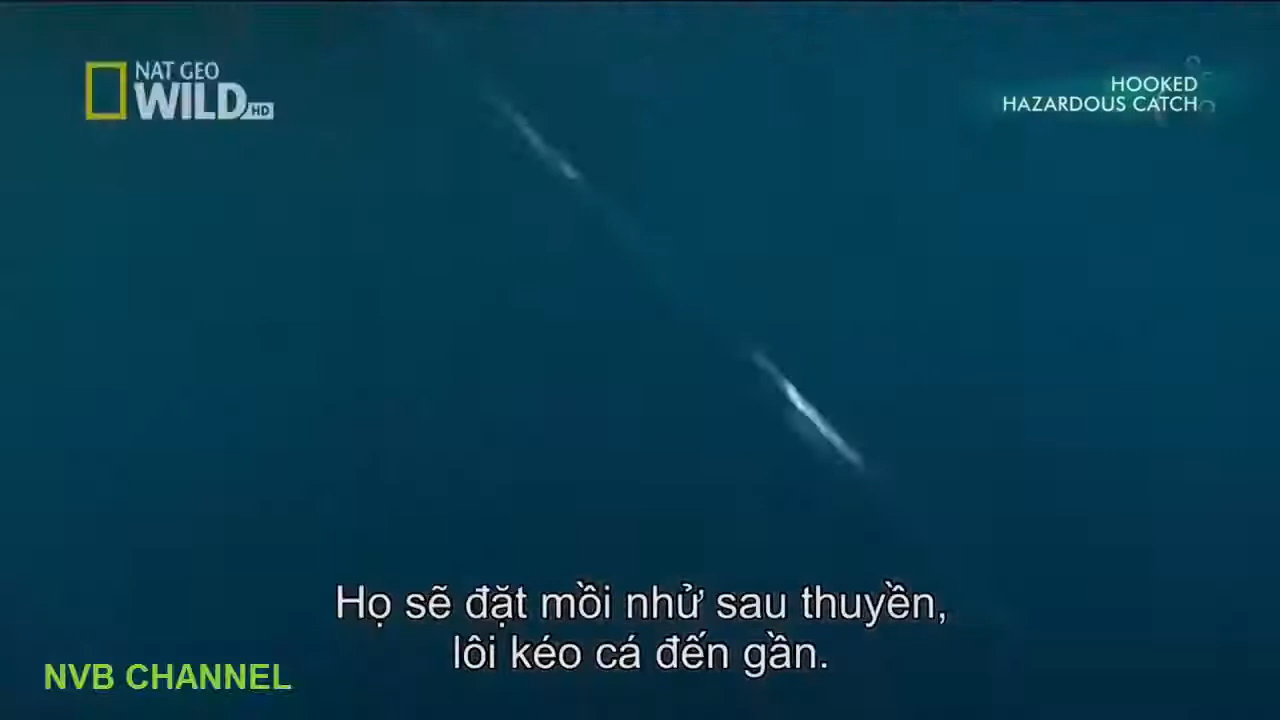 NAT GEO
WILD HD
HOOKED
HAZARDOUS CATCH
Họ sẽ đặt mồi nhử sau thuyền,
lôi kéo cá đến gần.
NVB CHANNEL